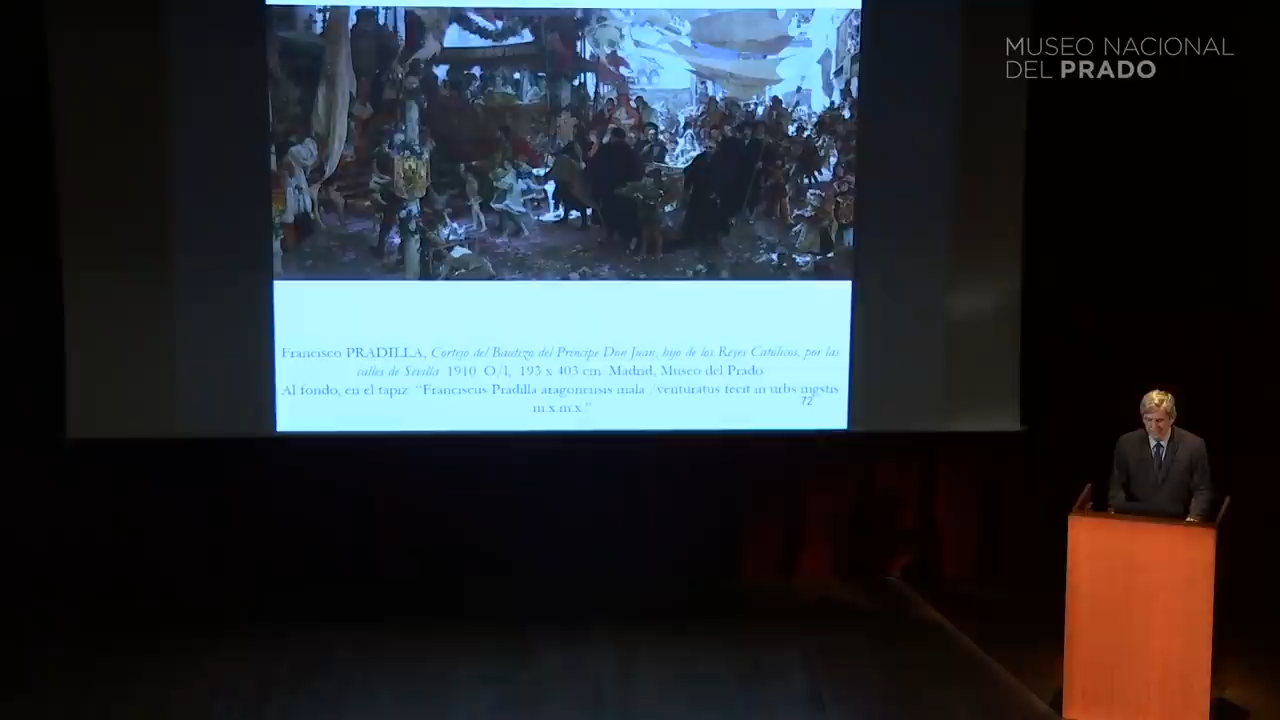 MUSEO NACIONAL
DEL PRADO
Francisco PRADILLA, Cortejo del Bautizo del Príncipe Don Juan, hijo de los Reyes Católicos, por las
calles de Sevilla 1910 O/l, 193 x 403 cm Madrid, Museo del Prado
Al fondo, en el tapiz: "Franciscus Pradilla aragonensis mala /venturatus fecit in urbs
m.x.m.x."
72